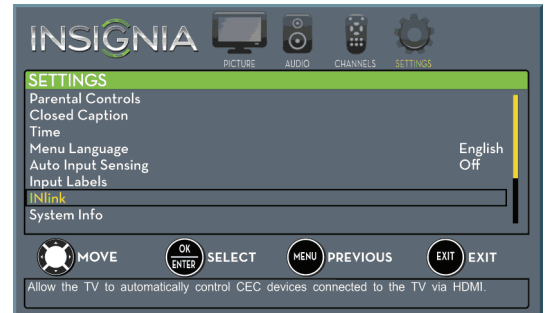 INSIGNIA
PICTURE AUDIO CHANNELS SETTINGS
SETTINGS
Parental Controls
Closed Caption
Time
Menu Language English
Auto Input Sensing Off
Input Labels
INlink
System Info
MOVE OK ENTER SELECT MENU PREVIOUS EXIT EXIT
Allow the TV to automatically control CEC devices connected to the TV via HDMI.